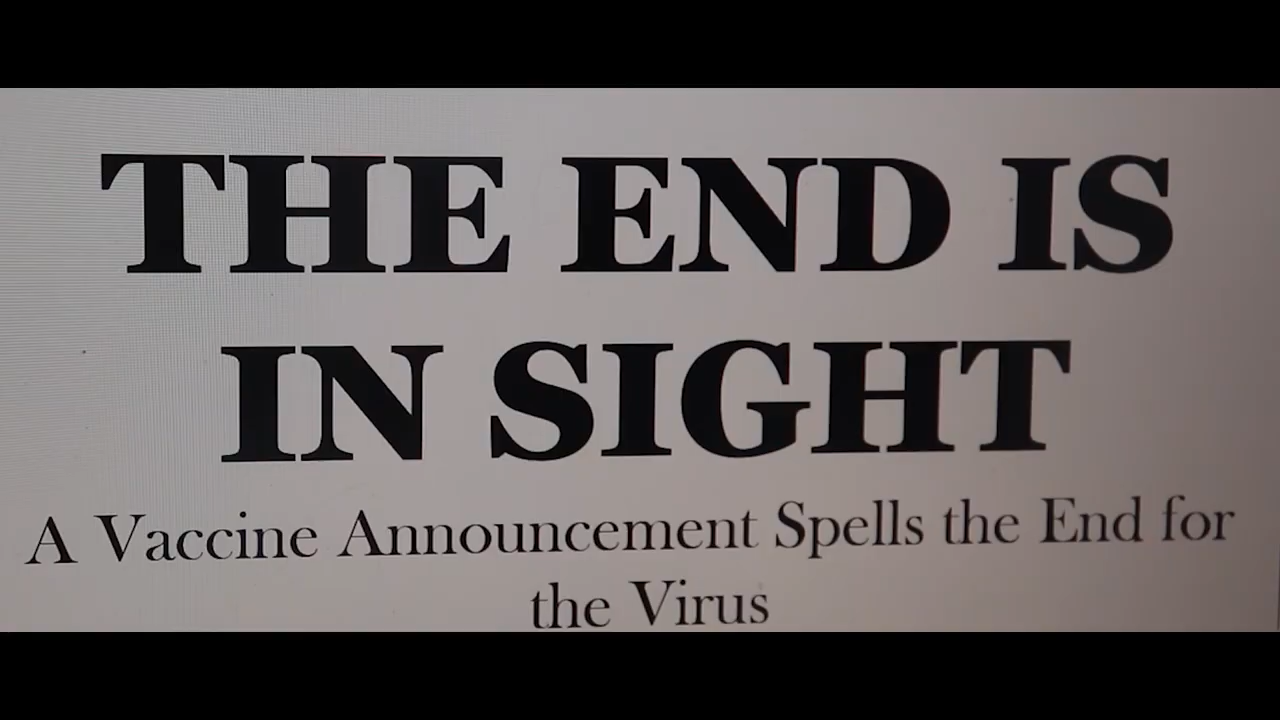 THE END IS
IN SIGHT
A Vaccine Announcement Spells the End for
the Virus